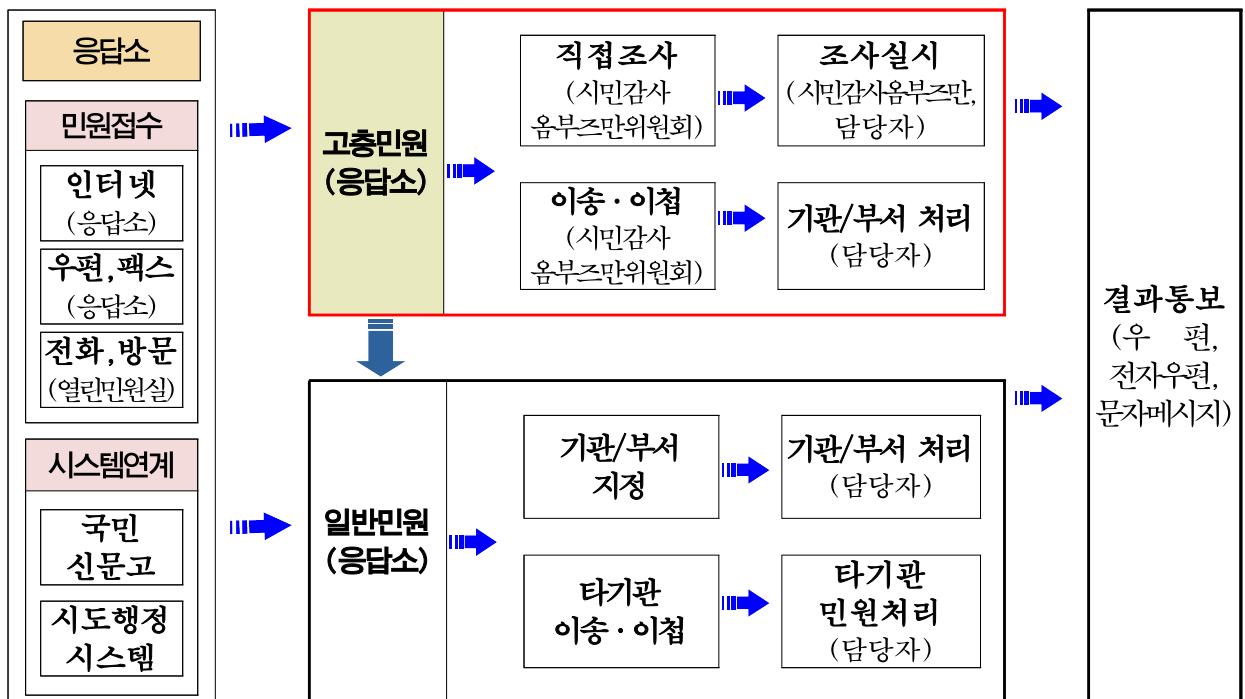 응답소
민원접수
인터넷
(응답소)
우편,팩스
(응답소)
전화,방문
(열린민원실)
시스템연계
국민
신문고
시도행정
시스템
고충민원
(응답소)
직접조사
(시민감사
옴부즈만위원회)
조사실시
(시민감사옴부즈만,
담당자)
이송·이첩
(시민감사
옴부즈만위원회)
기관/부서 처리
(담당자)
일반민원
(응답소)
기관/부서
지정
기관/부서 처리
(담당자)
타기관
이송·이첩
타기관
민원처리
(담당자)
결과통보
(우 편,
전자우편,
문자메시지)